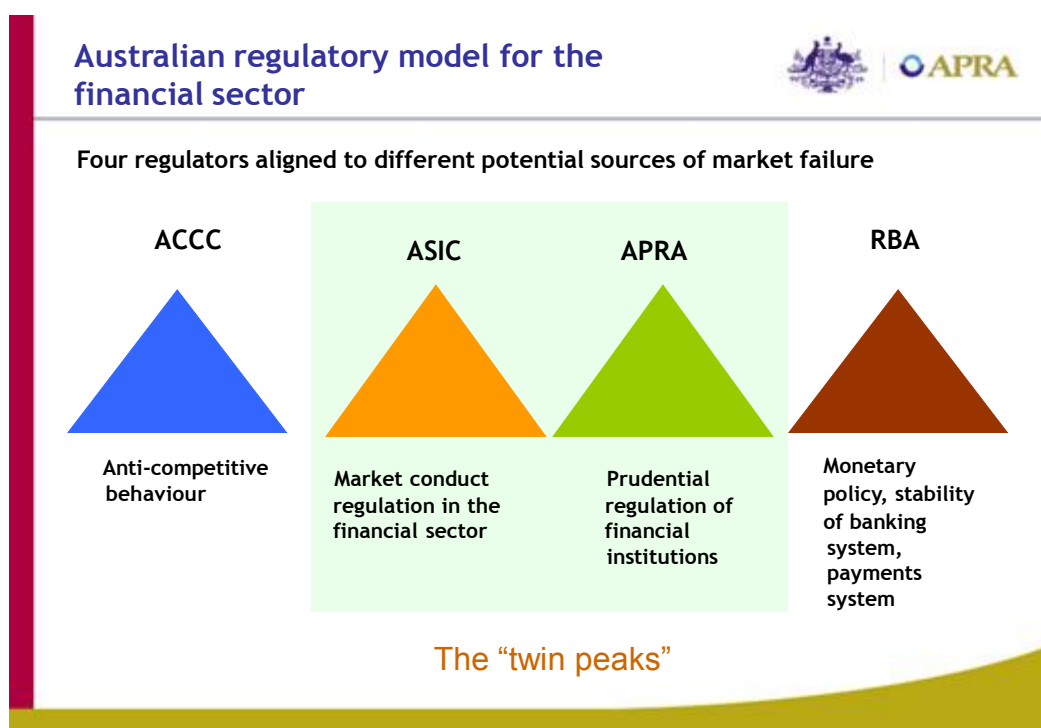 Australian regulatory model for the
financial sector
APRA
Four regulators aligned to different potential sources of market failure
ACCC
ASIC
APRA
RBA
Anti-competitive
behaviour
Market conduct
regulation in the
financial sector
Prudential
regulation of
financial
institutions
Monetary
policy, stability
of banking
system,
payments
system
The “twin peaks”